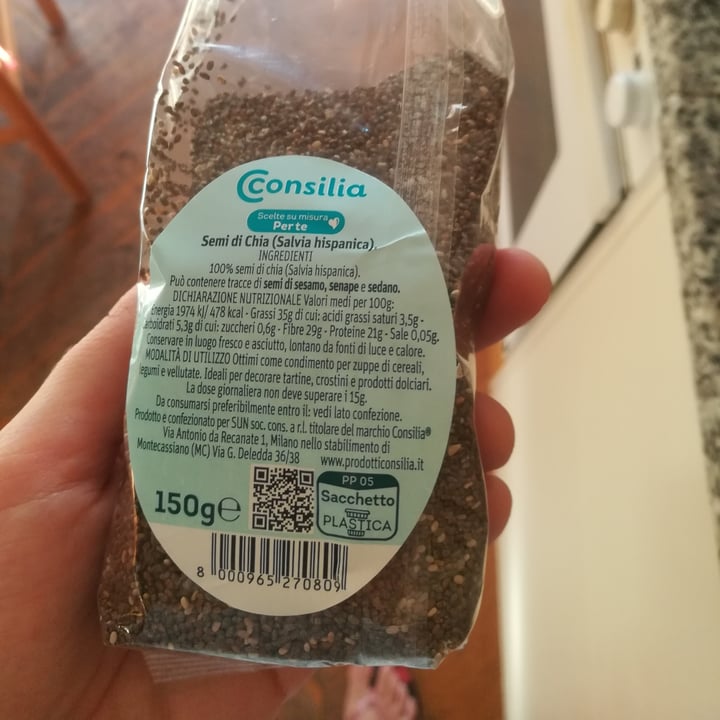 Consilia
Scelte su misura
Per te
Semi di Chia (Salvia hispanica).
INGREDIENTI
100% semi di chia (Salvia hispanica).
Può contenere tracce di semi di sesamo, senape e sedano.
DICHIARAZIONE NUTRIZIONALE Valori medi per 100g:
Energia 1974 kJ/ 478 kcal - Grassi 35g di cui: acidi grassi saturi 3,5g -
Carboidrati 5,3g di cui: zuccheri 0,6g - Fibre 29g - Proteine 21g - Sale 0,05g.
Conservare in luogo fresco e asciutto, lontano da fonti di luce e calore.
MODALITÀ DI UTILIZZO Ottimi come condimento per zuppe di cereali,
legumi e vellutate. Ideali per decorare tartine, crostini e prodotti dolciari.
La dose giornaliera non deve superare i 15g.
Da consumarsi preferibilmente entro il: vedi lato confezione.
Prodotto e confezionato per SUN soc. cons. a r.l. titolare del marchio Consilia®
Via Antonio da Recanate 1, Milano nello stabilimento di
Montecassiano (MC) Via G. Deledda 36/38 www.prodotticonsilia.it
150g e
PP 05
Sacchetto
PLASTICA
8 000965 270809